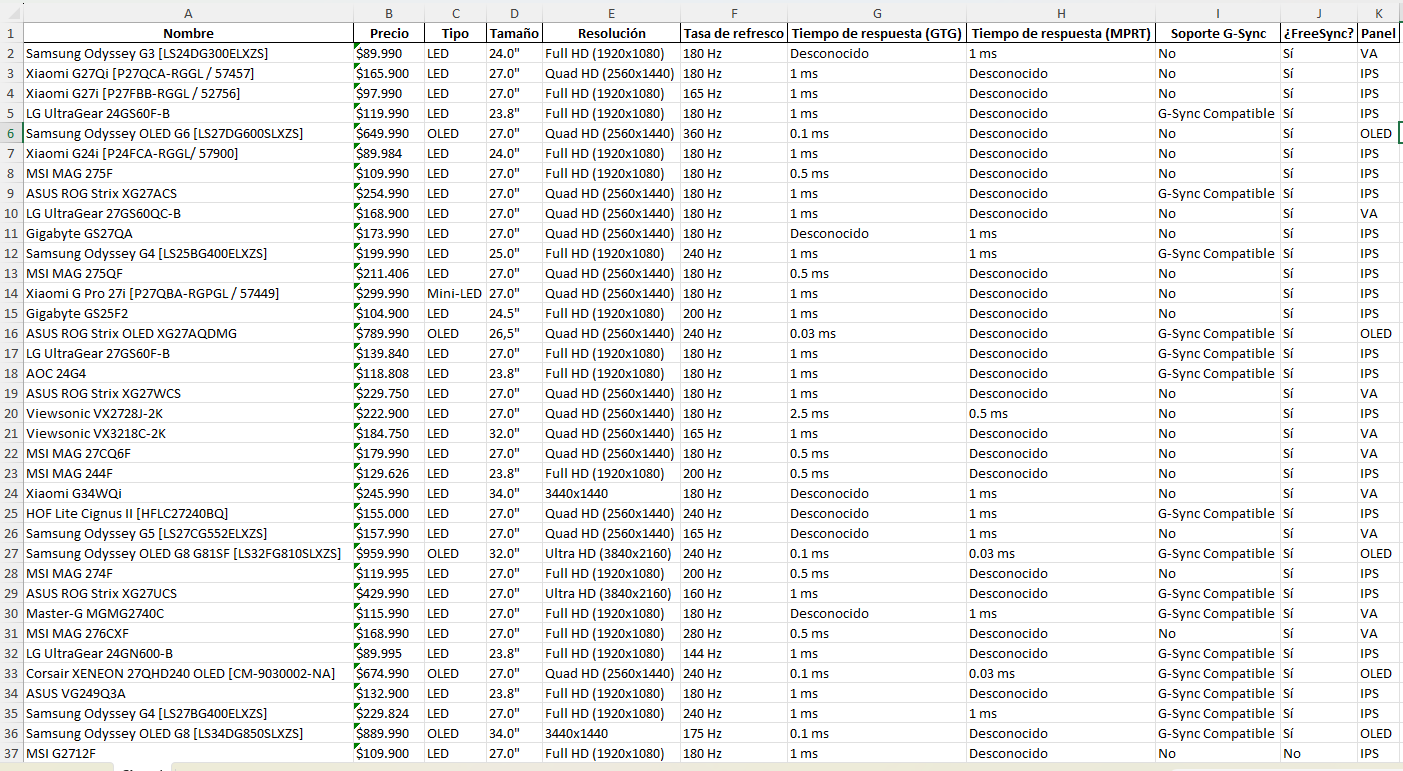 A B C D E F G H I J K
1 Nombre Precio Tipo Tamaño Resolución Tasa de refresco Tiempo de respuesta (GTG) Tiempo de respuesta (MPRT) Soporte G-Sync ¿FreeSync? Panel
2 Samsung Odyssey G3 [LS24DG300ELXZS] $89.990 LED 24.0" Full HD (1920x1080) 180 Hz Desconocido 1 ms No Sí VA
3 Xiaomi G27Qi [P27QCA-RGGL / 57457] $165.900 LED 27.0" Quad HD (2560x1440) 180 Hz 1 ms Desconocido No Sí IPS
4 Xiaomi G27i [P27FBB-RGGL / 52756] $97.990 LED 27.0" Full HD (1920x1080) 165 Hz 1 ms Desconocido No Sí IPS
5 LG UltraGear 24GS60F-B $119.990 LED 23.8" Full HD (1920x1080) 180 Hz 1 ms Desconocido G-Sync Compatible Sí IPS
6 Samsung Odyssey OLED G6 [LS27DG600SLXZS] $649.990 OLED 27.0" Quad HD (2560x1440) 360 Hz 0.1 ms Desconocido No Sí OLED
7 Xiaomi G24i [P24FCA-RGGL/ 57900] $89.984 LED 24.0" Full HD (1920x1080) 180 Hz 1 ms Desconocido No Sí IPS
8 MSI MAG 275F $109.990 LED 27.0" Full HD (1920x1080) 180 Hz 0.5 ms Desconocido No Sí IPS
9 ASUS ROG Strix XG27ACS $254.990 LED 27.0" Quad HD (2560x1440) 180 Hz 1 ms Desconocido G-Sync Compatible Sí IPS
10 LG UltraGear 27GS60QC-B $168.900 LED 27.0" Quad HD (2560x1440) 180 Hz 1 ms Desconocido No Sí VA
11 Gigabyte GS27QA $173.990 LED 27.0" Quad HD (2560x1440) 180 Hz Desconocido 1 ms No Sí IPS
12 Samsung Odyssey G4 [LS25BG400ELXZS] $199.990 LED 25.0" Full HD (1920x1080) 240 Hz 1 ms 1 ms G-Sync Compatible Sí IPS
13 MSI MAG 275QF $211.406 LED 27.0" Quad HD (2560x1440) 180 Hz 0.5 ms Desconocido No Sí IPS
14 Xiaomi G Pro 27i [P27QBA-RGPGL / 57449] $299.990 Mini-LED 27.0" Quad HD (2560x1440) 180 Hz 1 ms Desconocido No Sí IPS
15 Gigabyte GS25F2 $104.900 LED 24.5" Full HD (1920x1080) 200 Hz 1 ms Desconocido No Sí IPS
16 ASUS ROG Strix OLED XG27AQDMG $789.990 OLED 26,5" Quad HD (2560x1440) 240 Hz 0.03 ms Desconocido G-Sync Compatible Sí OLED
17 LG UltraGear 27GS60F-B $139.840 LED 27.0" Full HD (1920x1080) 180 Hz 1 ms Desconocido G-Sync Compatible Sí IPS
18 AOC 24G4 $118.808 LED 23.8" Full HD (1920x1080) 180 Hz 1 ms Desconocido G-Sync Compatible Sí IPS
19 ASUS ROG Strix XG27WCS $229.750 LED 27.0" Quad HD (2560x1440) 180 Hz 1 ms Desconocido No Sí VA
20 Viewsonic VX2728J-2K $222.900 LED 27.0" Quad HD (2560x1440) 180 Hz 2.5 ms 0.5 ms No Sí IPS
21 Viewsonic VX3218C-2K $184.750 LED 32.0" Quad HD (2560x1440) 165 Hz 1 ms Desconocido No Sí VA
22 MSI MAG 27CQ6F $179.990 LED 27.0" Quad HD (2560x1440) 180 Hz 0.5 ms Desconocido No Sí VA
23 MSI MAG 244F $129.626 LED 23.8" Full HD (1920x1080) 200 Hz 0.5 ms Desconocido No Sí IPS
24 Xiaomi G34WQi $245.990 LED 34.0" 3440x1440 180 Hz Desconocido 1 ms No Sí VA
25 HOF Lite Cignus II [HFLC27240BQ] $155.000 LED 27.0" Quad HD (2560x1440) 240 Hz Desconocido 1 ms G-Sync Compatible Sí IPS
26 Samsung Odyssey G5 [LS27CG552ELXZS] $157.990 LED 27.0" Quad HD (2560x1440) 165 Hz Desconocido 1 ms No Sí VA
27 Samsung Odyssey OLED G8 G81SF [LS32FG810SLXZS] $959.990 OLED 32.0" Ultra HD (3840x2160) 240 Hz 0.1 ms 0.03 ms G-Sync Compatible Sí OLED
28 MSI MAG 274F $119.995 LED 27.0" Full HD (1920x1080) 200 Hz 0.5 ms Desconocido No Sí IPS
29 ASUS ROG Strix XG27UCS $429.990 LED 27.0" Ultra HD (3840x2160) 160 Hz 1 ms Desconocido G-Sync Compatible Sí IPS
30 Master-G MGMG2740C $115.990 LED 27.0" Full HD (1920x1080) 180 Hz Desconocido 1 ms G-Sync Compatible Sí VA
31 MSI MAG 276CXF $168.990 LED 27.0" Full HD (1920x1080) 280 Hz 0.5 ms Desconocido No Sí VA
32 LG UltraGear 24GN600-B $89.995 LED 23.8" Full HD (1920x1080) 144 Hz 1 ms Desconocido G-Sync Compatible Sí IPS
33 Corsair XENEON 27QHD240 OLED [CM-9030002-NA] $674.990 OLED 27.0" Quad HD (2560x1440) 240 Hz 0.1 ms 0.03 ms G-Sync Compatible Sí OLED
34 ASUS VG249Q3A $132.900 LED 23.8" Full HD (1920x1080) 180 Hz 1 ms Desconocido G-Sync Compatible Sí IPS
35 Samsung Odyssey G4 [LS27BG400ELXZS] $229.824 LED 27.0" Full HD (1920x1080) 240 Hz 1 ms 1 ms G-Sync Compatible Sí IPS
36 Samsung Odyssey OLED G8 [LS34DG850SLXZS] $889.990 OLED 34.0" 3440x1440 175 Hz 0.1 ms Desconocido G-Sync Compatible Sí OLED
37 MSI G2712F $109.900 LED 27.0" Full HD (1920x1080) 180 Hz 1 ms Desconocido No No IPS